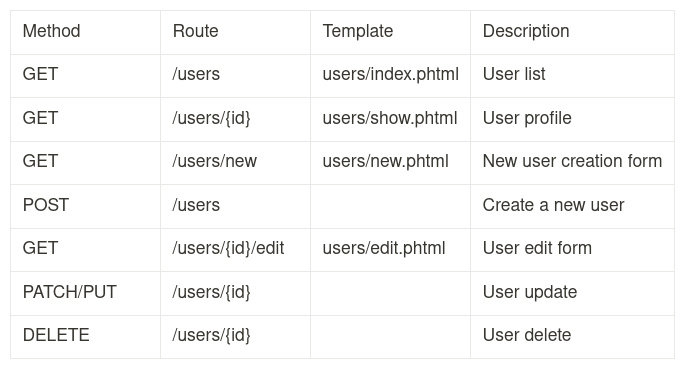 Method Route Template Description
GET /users users/index.phtml User list
GET /users/{id} users/show.phtml User profile
GET /users/new users/new.phtml New user creation form
POST /users Create a new user
GET /users/{id}/edit users/edit.phtml User edit form
PATCH/PUT /users/{id} User update
DELETE /users/{id} User delete